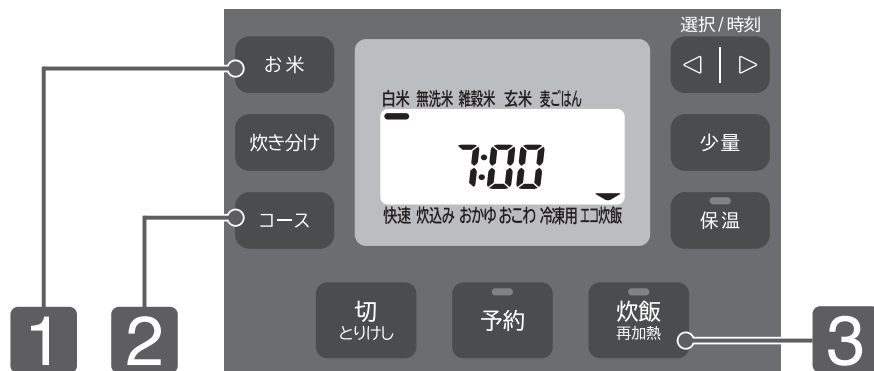 選択/時刻
お米
◁ | ▷
白米 無洗米 雑穀米 玄米 麦ごはん
炊き分け
7:00
少量
コース
快速 炊込み おかゆ おこわ 冷凍用 エコ炊飯
保温
切
とりけし
予約
炊飯
再加熱
1
2
3